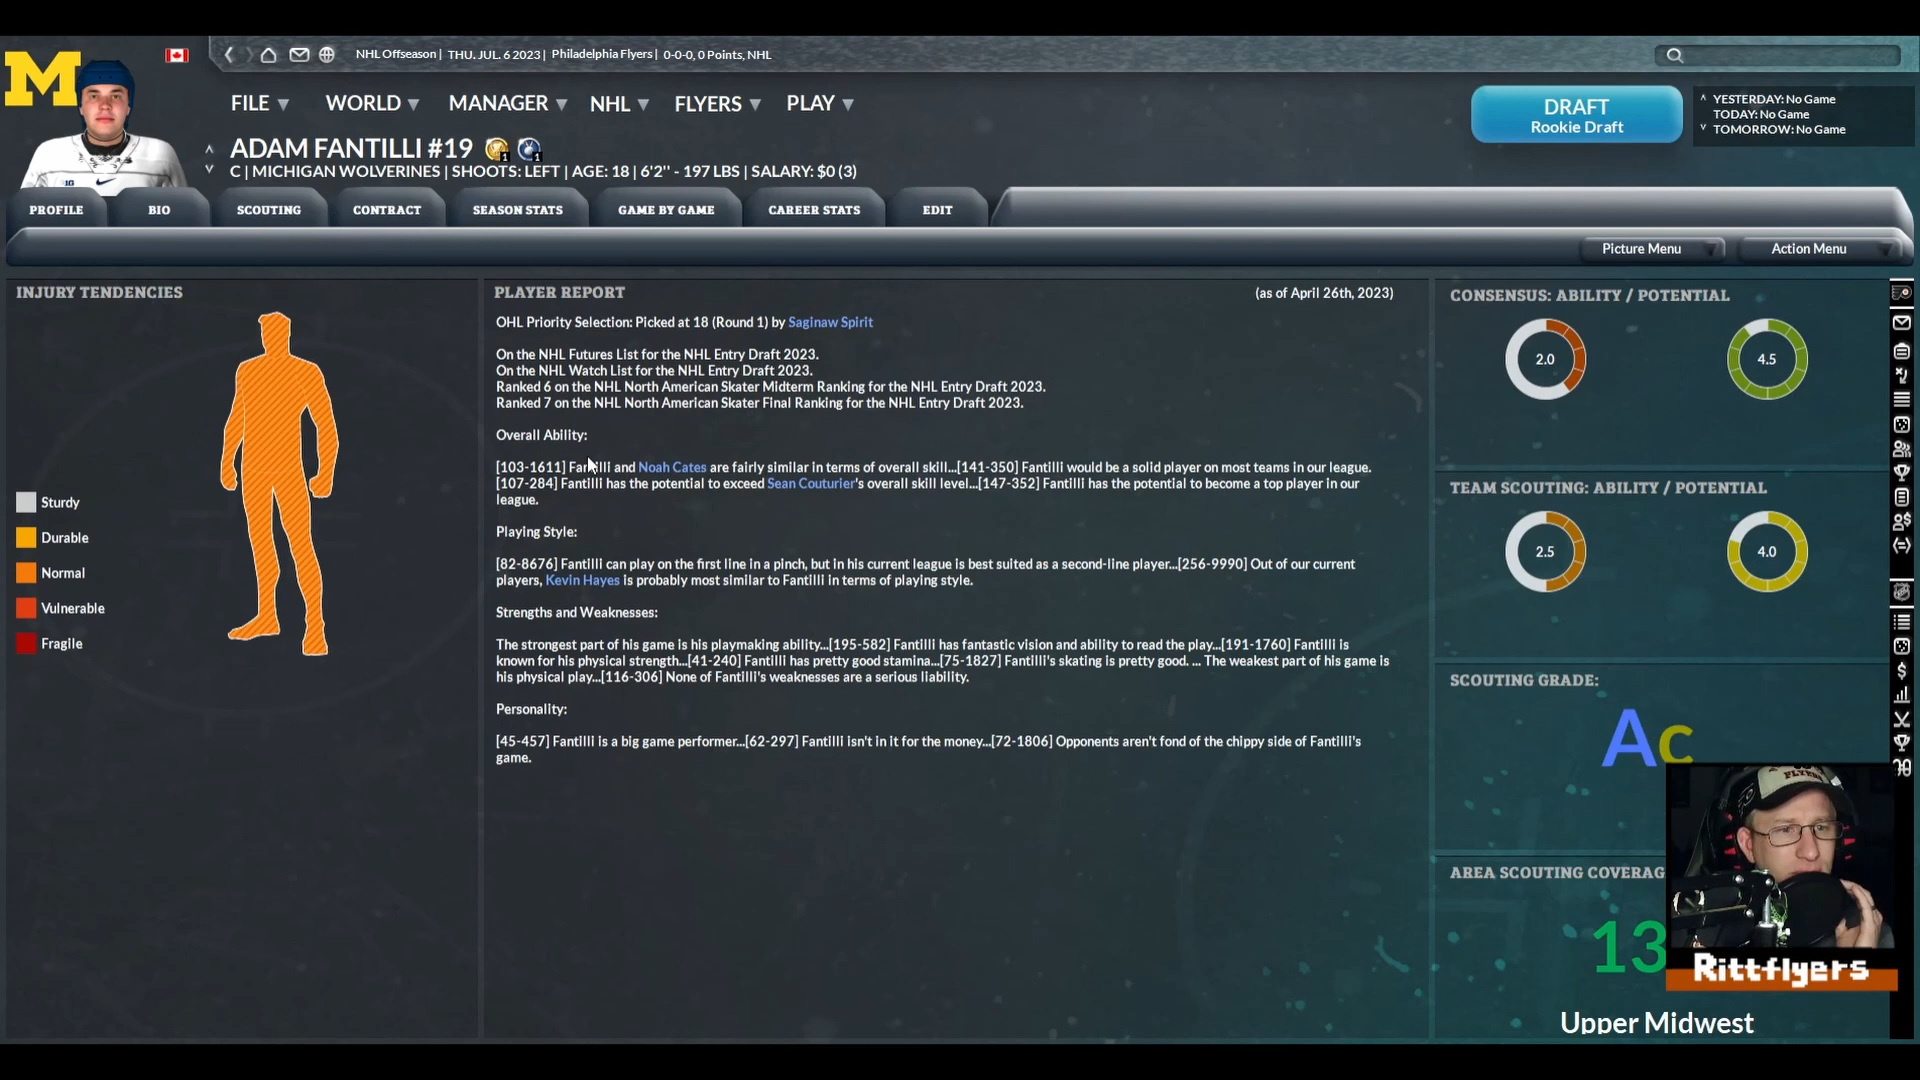 NHL Offseason | THU. JUL. 6 2023 | Philadelphia Flyers | 0-0-0, 0 Points, NHL
M
FILE WORLD MANAGER NHL FLYERS PLAY
DRAFT
Rookie Draft
YESTERDAY: No Game
TODAY: No Game
TOMORROW: No Game
ADAM FANTILLI #19 1 1
C | MICHIGAN WOLVERINES | SHOOTS: LEFT | AGE: 18 | 6'2'' - 197 LBS | SALARY: $0 (3)
PROFILE BIO SCOUTING CONTRACT SEASON STATS GAME BY GAME CAREER STATS EDIT
Picture Menu Action Menu
INJURY TENDENCIES
Sturdy
Durable
Normal
Vulnerable
Fragile
PLAYER REPORT (as of April 26th, 2023)
OHL Priority Selection: Picked at 18 (Round 1) by Saginaw Spirit
On the NHL Futures List for the NHL Entry Draft 2023.
On the NHL Watch List for the NHL Entry Draft 2023.
Ranked 6 on the NHL North American Skater Midterm Ranking for the NHL Entry Draft 2023.
Ranked 7 on the NHL North American Skater Final Ranking for the NHL Entry Draft 2023.
Overall Ability:
[103-1611] Fantilli and Noah Cates are fairly similar in terms of overall skill...[141-350] Fantilli would be a solid player on most teams in our league.
[107-284] Fantilli has the potential to exceed Sean Couturier's overall skill level...[147-352] Fantilli has the potential to become a top player in our
league.
Playing Style:
[82-8676] Fantilli can play on the first line in a pinch, but in his current league is best suited as a second-line player...[256-9990] Out of our current
players, Kevin Hayes is probably most similar to Fantilli in terms of playing style.
Strengths and Weaknesses:
The strongest part of his game is his playmaking ability...[195-582] Fantilli has fantastic vision and ability to read the play...[191-1760] Fantilli is
known for his physical strength...[41-240] Fantilli has pretty good stamina...[75-1827] Fantilli's skating is pretty good. ... The weakest part of his game is
his physical play...[116-306] None of Fantilli's weaknesses are a serious liability.
Personality:
[45-457] Fantilli is a big game performer...[62-297] Fantilli isn't in it for the money...[72-1806] Opponents aren't fond of the chippy side of Fantilli's
game.
CONSENSUS: ABILITY / POTENTIAL
2.0 4.5
TEAM SCOUTING: ABILITY / POTENTIAL
2.5 4.0
SCOUTING GRADE:
Ac
AREA SCOUTING COVERAG
13
Upper Midwest
FLYERS
Rittflyers